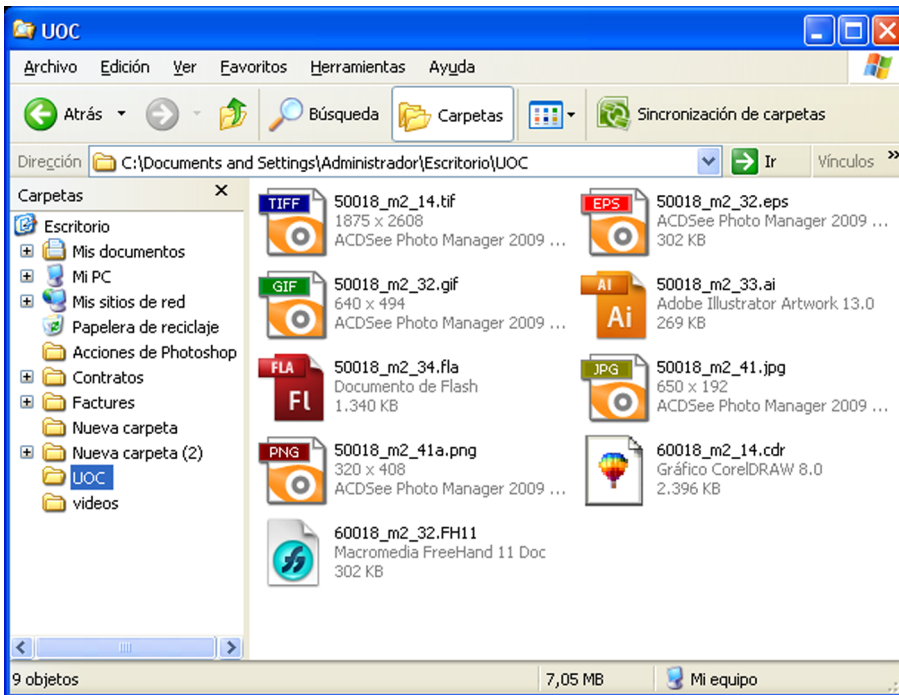 UOC
Archivo Edición Ver Favoritos Herramientas Ayuda
Atrás Búsqueda Carpetas Sincronización de carpetas
Dirección C:\Documents and Settings\Administrador\Escritorio\UOC Ir Vínculos »
Carpetas x
Escritorio
Mis documentos
Mi PC
Mis sitios de red
Papelera de reciclaje
Acciones de Photoshop
Contratos
Factures
Nueva carpeta
Nueva carpeta (2)
UOC
videos
TIFF
50018_m2_14.tif
1875 x 2608
ACDSee Photo Manager 2009 ...
EPS
50018_m2_32.eps
ACDSee Photo Manager 2009 ...
302 KB
GIF
50018_m2_32.gif
640 x 494
ACDSee Photo Manager 2009 ...
AI
Ai
50018_m2_33.ai
Adobe Illustrator Artwork 13.0
269 KB
FLA
FL
50018_m2_34.fla
Documento de Flash
1.340 KB
JPG
50018_m2_41.jpg
650 x 192
ACDSee Photo Manager 2009 ...
PNG
50018_m2_41a.png
320 x 408
ACDSee Photo Manager 2009 ...
60018_m2_14.cdr
Gráfico CorelDRAW 8.0
2.396 KB
60018_m2_32.FH11
Macromedia FreeHand 11 Doc
302 KB
9 objetos 7,05 MB Mi equipo